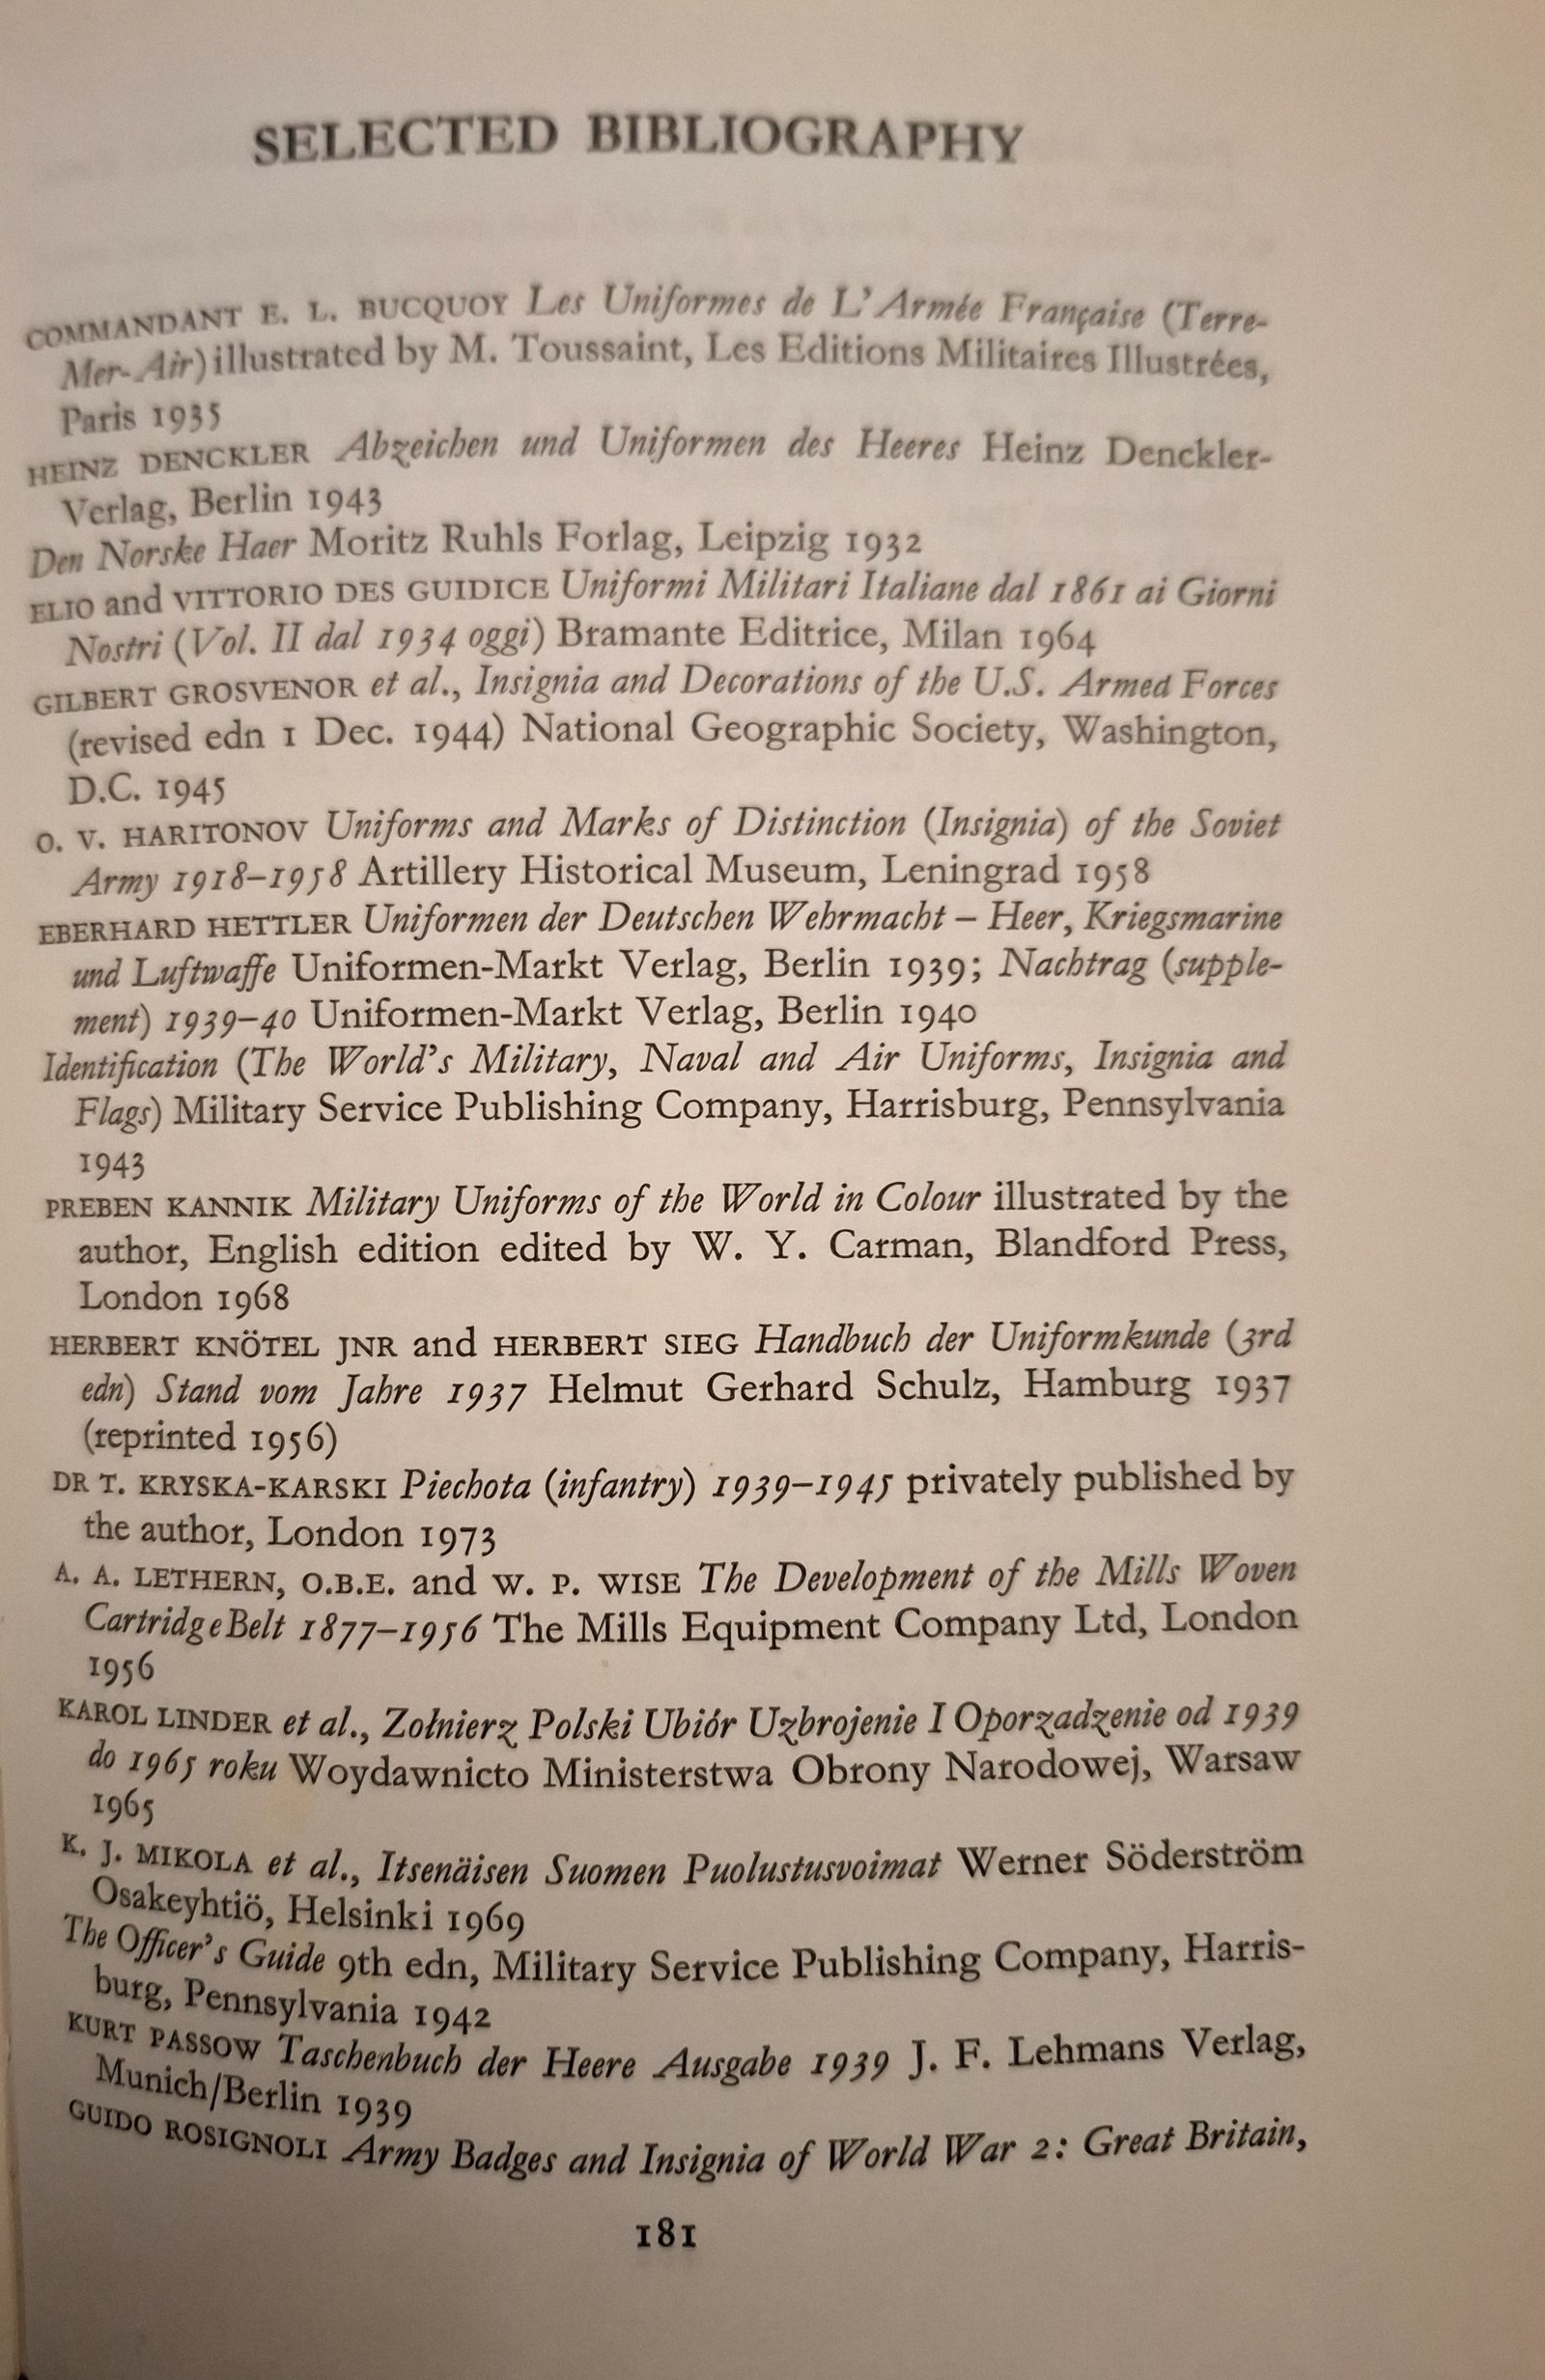 SELECTED BIBLIOGRAPHY
COMMANDANT E. L. BUCQUOY Les Uniformes de L'Armée Française (Terre-
Mer-Air) illustrated by M. Toussaint, Les Editions Militaires Illustrées,
Paris 1935
HEINZ DENCKLER Abzeichen und Uniformen des Heeres Heinz Denckler-
Verlag, Berlin 1943
Den Norske Haer Moritz Ruhls Forlag, Leipzig 1932
ELIO and VITTORIO DES GUIDICE Uniformi Militari Italiane dal 1861 ai Giorni
Nostri (Vol. II dal 1934 oggi) Bramante Editrice, Milan 1964
GILBERT GROSVENOR et al., Insignia and Decorations of the U.S. Armed Forces
(revised edn 1 Dec. 1944) National Geographic Society, Washington,
D.C. 1945
O. V. HARITONOV Uniforms and Marks of Distinction (Insignia) of the Soviet
Army 1918–1958 Artillery Historical Museum, Leningrad 1958
EBERHARD HETTLER Uniformen der Deutschen Wehrmacht – Heer, Kriegsmarine
und Luftwaffe Uniformen-Markt Verlag, Berlin 1939; Nachtrag (supple-
ment) 1939–40 Uniformen-Markt Verlag, Berlin 1940
Identification (The World's Military, Naval and Air Uniforms, Insignia and
Flags) Military Service Publishing Company, Harrisburg, Pennsylvania
1943
PREBEN KANNIK Military Uniforms of the World in Colour illustrated by the
author, English edition edited by W. Y. Carman, Blandford Press,
London 1968
HERBERT KNÖTEL JNR and HERBERT SIEG Handbuch der Uniformkunde (3rd
edn) Stand vom Jahre 1937 Helmut Gerhard Schulz, Hamburg 1937
(reprinted 1956)
DR T. KRYSKA-KARSKI Piechota (infantry) 1939–1945 privately published by
the author, London 1973
A. A. LETHERN, O.B.E. and W. P. WISE The Development of the Mills Woven
Cartridge Belt 1877–1956 The Mills Equipment Company Ltd, London
1956
KAROL LINDER et al., Zołnierz Polski Ubiór Uzbrojenie I Oporzadzenie od 1939
do 1965 roku Woydawnicto Ministerstwa Obrony Narodowej, Warsaw
1965
K. J. MIKOLA et al., Itsenäisen Suomen Puolustusvoimat Werner Söderström
Osakeyhtiö, Helsinki 1969
The Officer's Guide 9th edn, Military Service Publishing Company, Harris-
burg, Pennsylvania 1942
KURT PASSOW Taschenbuch der Heere Ausgabe 1939 J. F. Lehmans Verlag,
Munich/Berlin 1939
GUIDO ROSIGNOLI Army Badges and Insignia of World War 2: Great Britain,
181